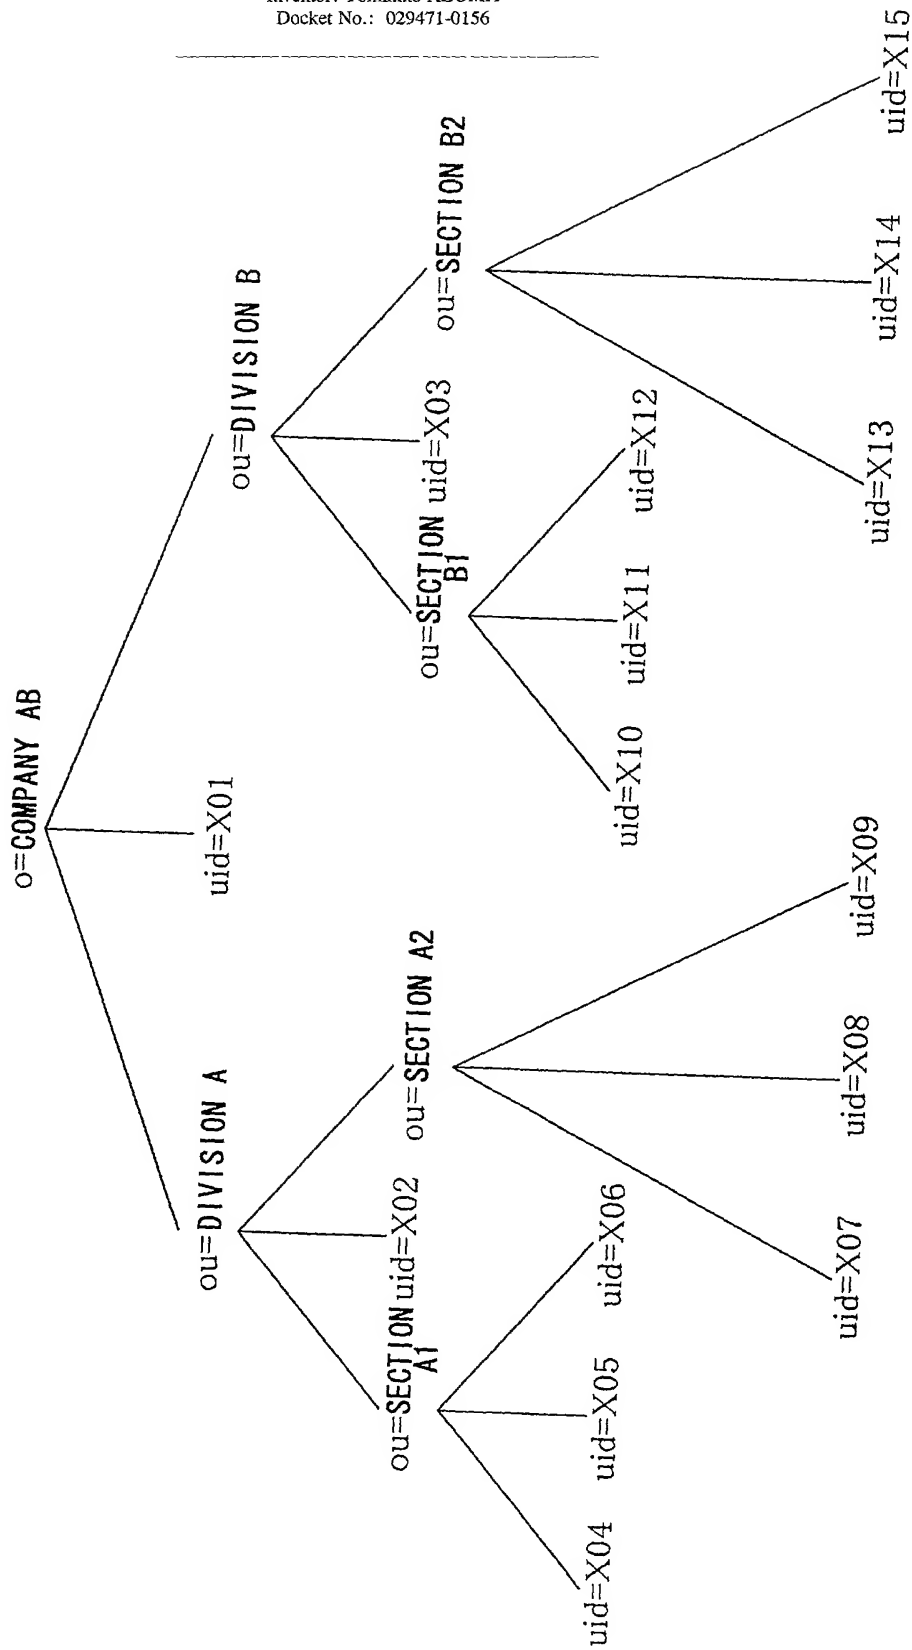 Docket No.: 029471-0156
o=COMPANY AB
ou=DIVISION A
uid=X01
ou=DIVISION B
ou=SECTION A1
uid=X02
ou=SECTION A2
ou=SECTION B1
uid=X03
ou=SECTION B2
uid=X04
uid=X05
uid=X06
uid=X10
uid=X11
uid=X12
uid=X07
uid=X08
uid=X09
uid=X13
uid=X14
uid=X15